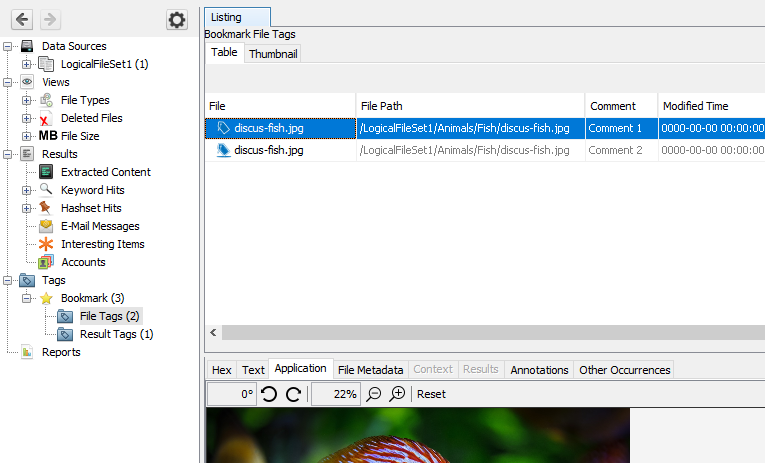 Data Sources
LogicalFileSet1 (1)
Views
File Types
Deleted Files
MB File Size
Results
Extracted Content
Keyword Hits
Hashset Hits
E-Mail Messages
Interesting Items
Accounts
Tags
Bookmark (3)
File Tags (2)
Result Tags (1)
Reports
Listing
Bookmark File Tags
Table Thumbnail
File File Path Comment Modified Time
discus-fish.jpg /LogicalFileSet1/Animals/Fish/discus-fish.jpg Comment 1 0000-00-00 00:00:00
discus-fish.jpg /LogicalFileSet1/Animals/Fish/discus-fish.jpg Comment 2 0000-00-00 00:00:00
Hex Text Application File Metadata Context Results Annotations Other Occurrences
0° 22% Reset